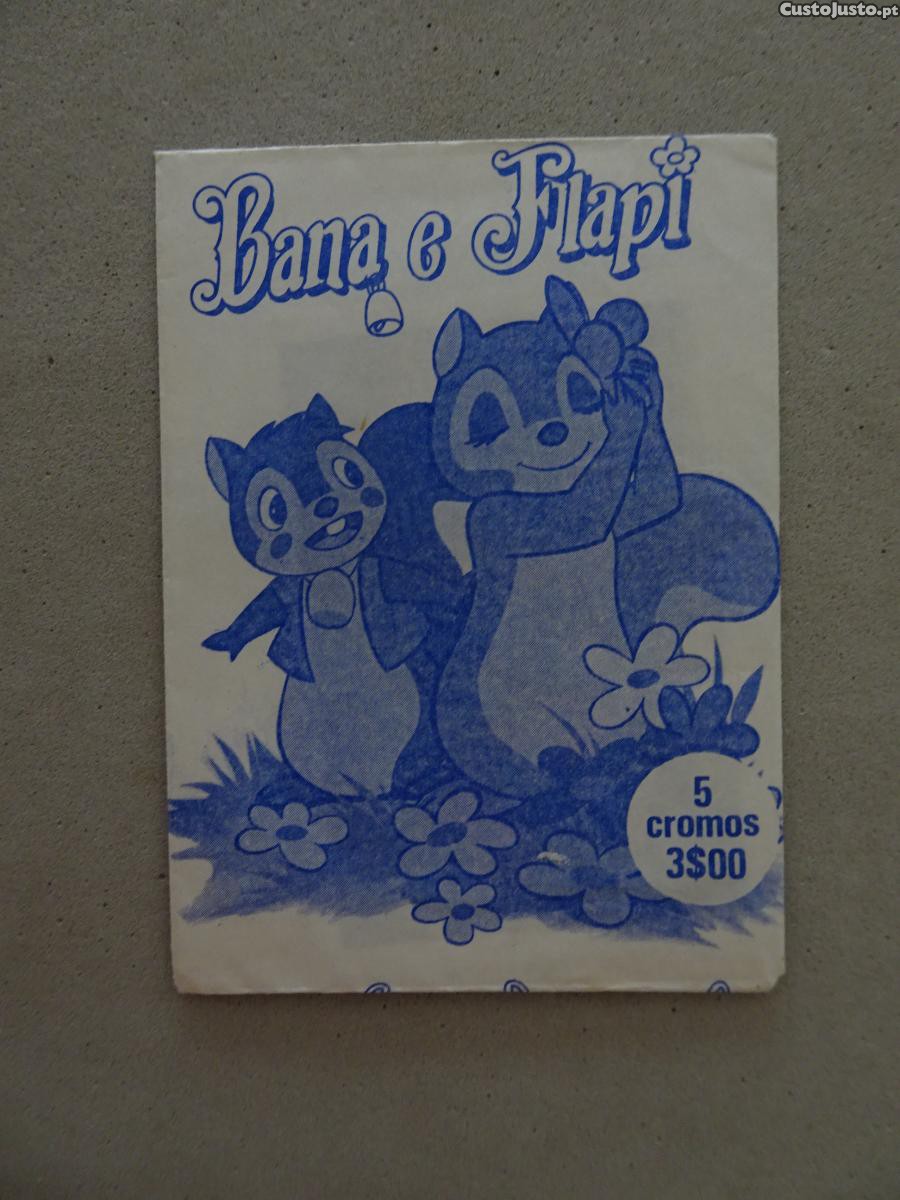 CustoJusto.pt
Bana e Flapi
5
cromos
3$00